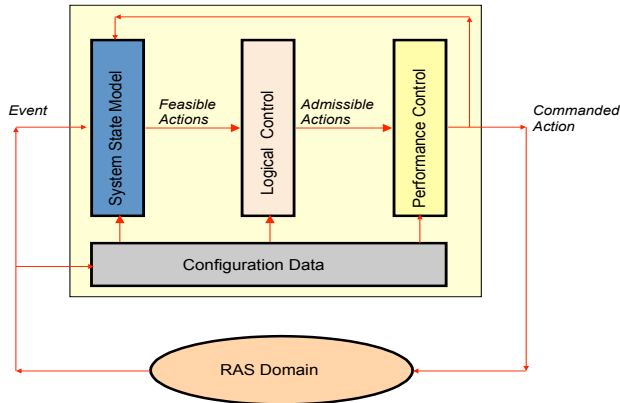 Event
System State Model
Feasible
Actions
Logical Control
Admissible
Actions
Performance Control
Commanded
Action
Configuration Data
RAS Domain